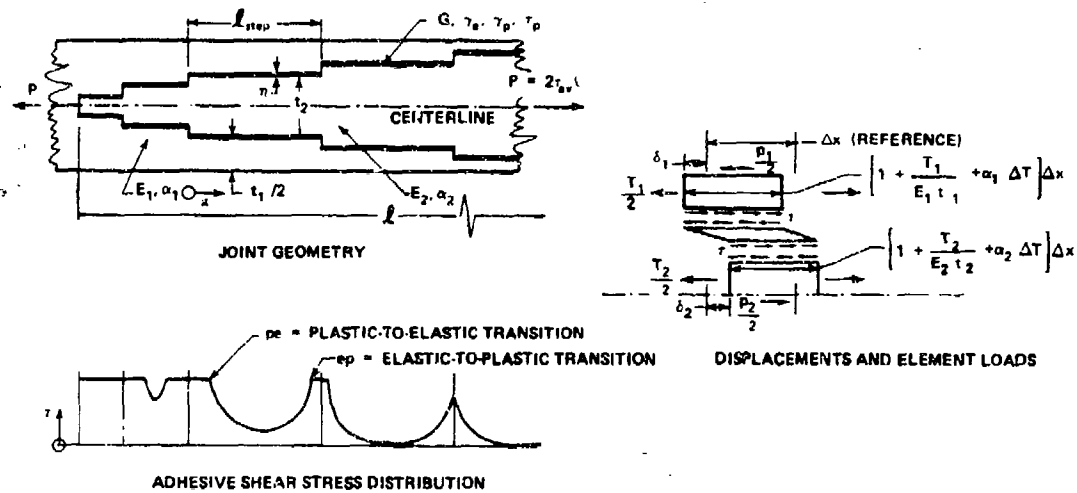 ℓstep
G, γe, γp, τp
P
P = 2τav ℓ
η
t2
CENTERLINE
E1, α1
x
t1/2
E2, α2
ℓ
JOINT GEOMETRY
Δx (REFERENCE)
δ1
p1/2
T1/2
[1 + T1/E1 t1 + α1 ΔT] Δx
τ
τ
[1 + T2/E2 t2 + α2 ΔT] Δx
T2/2
δ2
p2/2
DISPLACEMENTS AND ELEMENT LOADS
pe = PLASTIC-TO-ELASTIC TRANSITION
ep = ELASTIC-TO-PLASTIC TRANSITION
τ
ADHESIVE SHEAR STRESS DISTRIBUTION